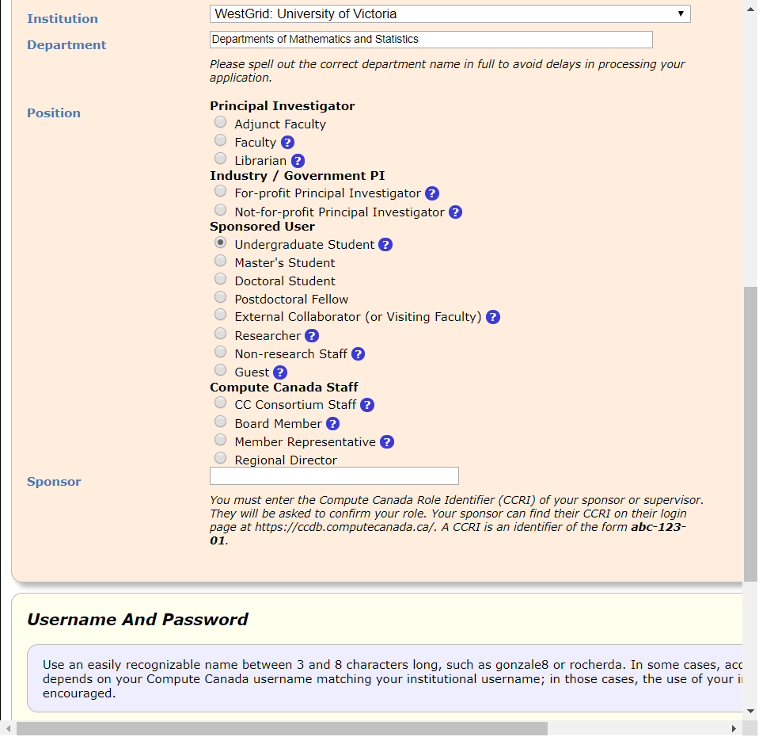 Institution
WestGrid: University of Victoria
Department
Departments of Mathematics and Statistics
Please spell out the correct department name in full to avoid delays in processing your
application.
Position
Principal Investigator
Adjunct Faculty
Faculty ?
Librarian ?
Industry / Government PI
For-profit Principal Investigator ?
Not-for-profit Principal Investigator ?
Sponsored User
Undergraduate Student ?
Master's Student
Doctoral Student
Postdoctoral Fellow
External Collaborator (or Visiting Faculty) ?
Researcher ?
Non-research Staff ?
Guest ?
Compute Canada Staff
CC Consortium Staff ?
Board Member ?
Member Representative ?
Regional Director
Sponsor
You must enter the Compute Canada Role Identifier (CCRI) of your sponsor or supervisor.
They will be asked to confirm your role. Your sponsor can find their CCRI on their login
page at https://ccdb.computecanada.ca/. A CCRI is an identifier of the form abc-123-
01.
Username And Password
Use an easily recognizable name between 3 and 8 characters long, such as gonzale8 or rocherda. In some cases,
depends on your Compute Canada username matching your institutional username; in those cases, the use of your
encouraged.